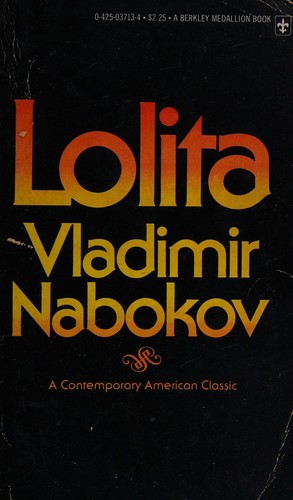 0-425-03713-4 • $2.25 • A BERKLEY MEDALLION BOOK
Lolita
Vladimir
Nabokov
A Contemporary American Classic